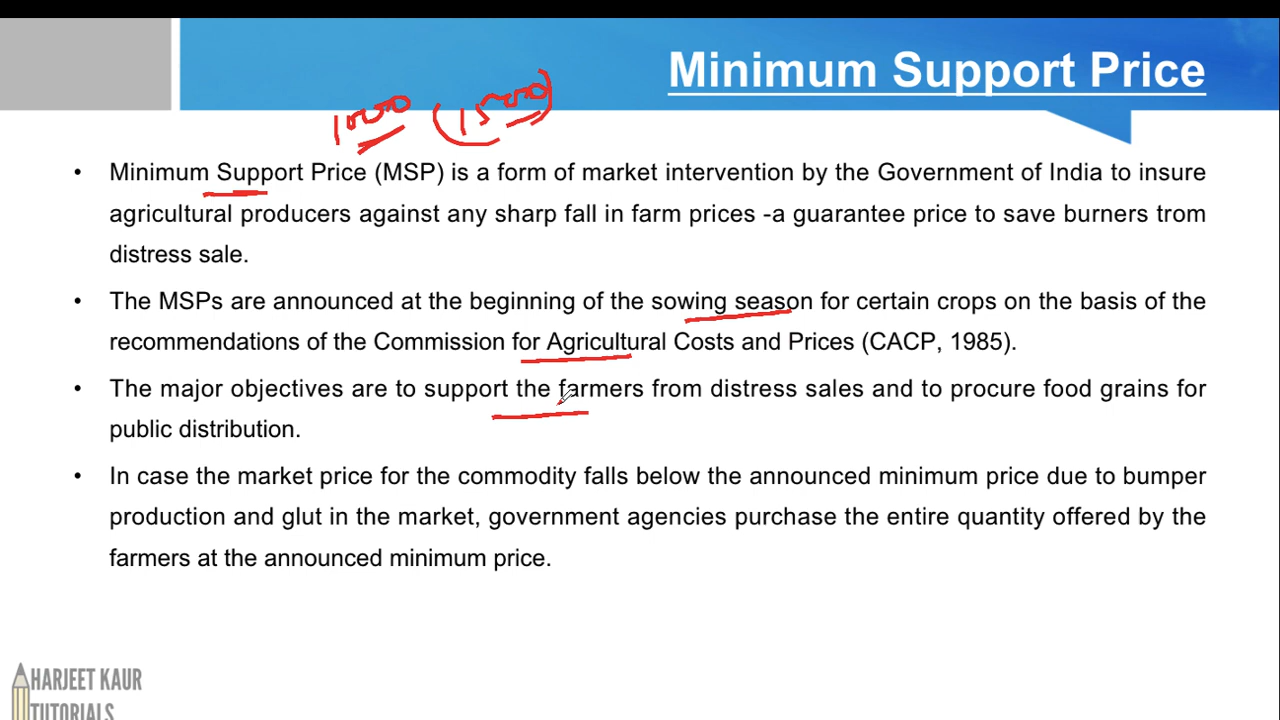 Minimum Support Price
10000 (15000)
• Minimum Support Price (MSP) is a form of market intervention by the Government of India to insure
agricultural producers against any sharp fall in farm prices -a guarantee price to save burners trom
distress sale.
• The MSPs are announced at the beginning of the sowing season for certain crops on the basis of the
recommendations of the Commission for Agricultural Costs and Prices (CACP, 1985).
• The major objectives are to support the farmers from distress sales and to procure food grains for
public distribution.
• In case the market price for the commodity falls below the announced minimum price due to bumper
production and glut in the market, government agencies purchase the entire quantity offered by the
farmers at the announced minimum price.
HARJEET KAUR
TUTORIALS